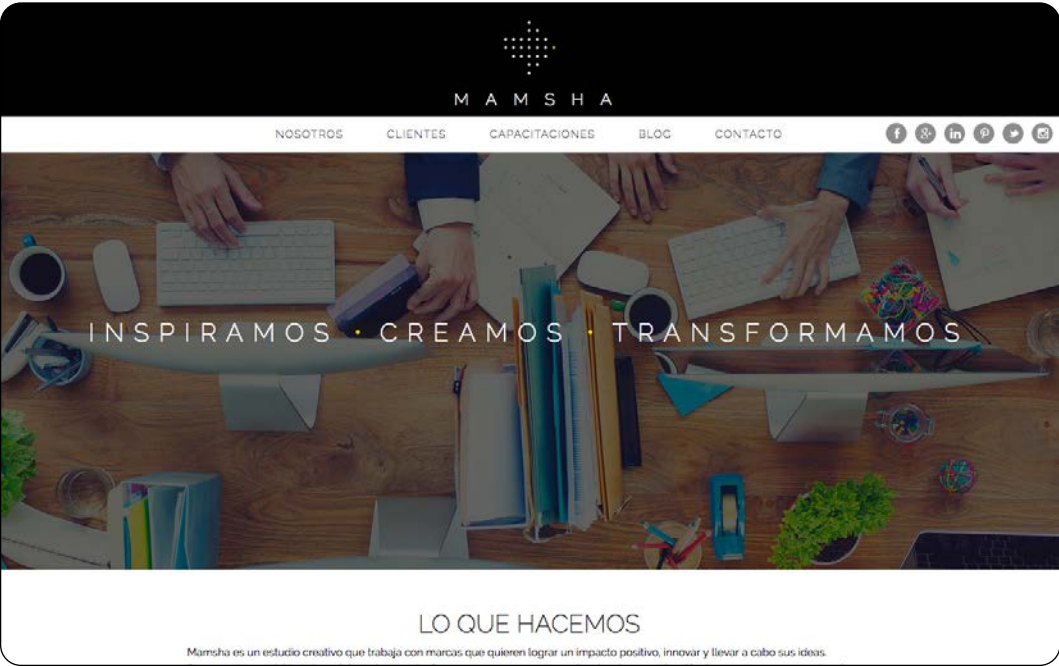 MAMSHA
NOSOTROS CLIENTES CAPACITACIONES BLOG CONTACTO
INSPIRAMOS · CREAMOS · TRANSFORMAMOS
LO QUE HACEMOS
Mamsha es un estudio creativo que trabaja con marcas que quieren lograr un impacto positivo, innovar y llevar a cabo sus ideas.